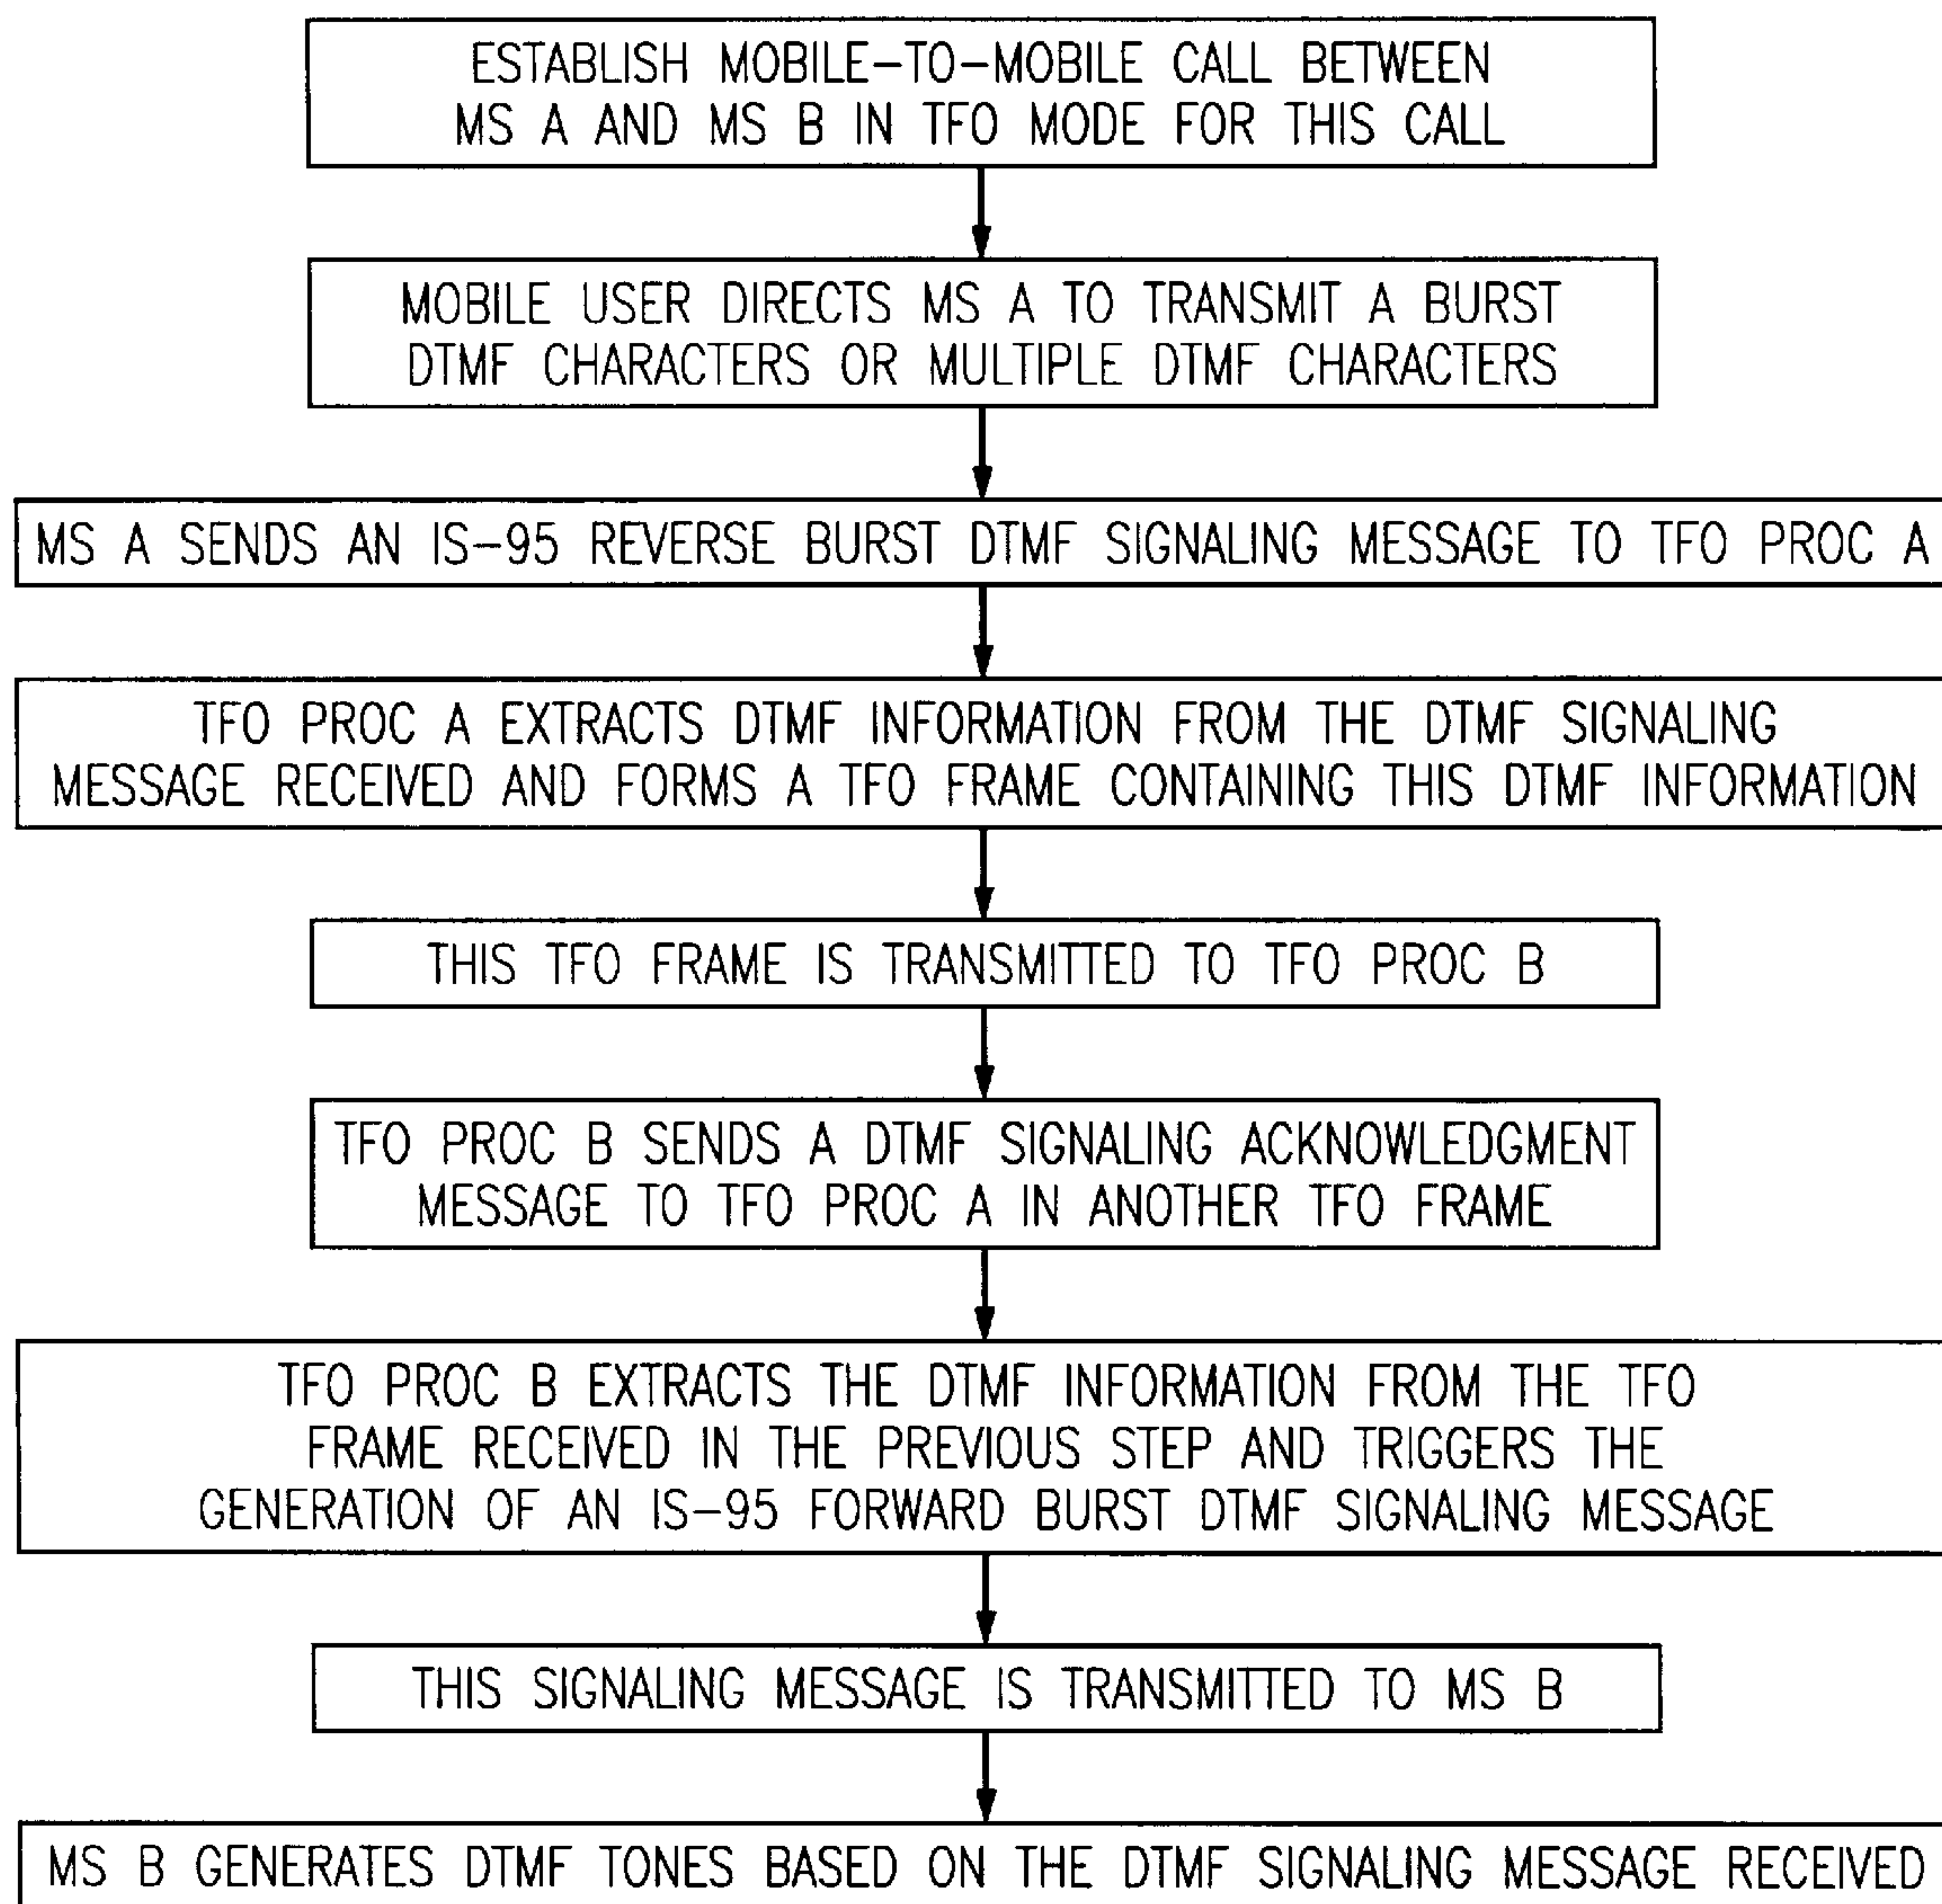 ESTABLISH MOBILE-TO-MOBILE CALL BETWEEN
MS A AND MS B IN TFO MODE FOR THIS CALL
MOBILE USER DIRECTS MS A TO TRANSMIT A BURST
DTMF CHARACTERS OR MULTIPLE DTMF CHARACTERS
MS A SENDS AN IS-95 REVERSE BURST DTMF SIGNALING MESSAGE TO TFO PROC A
TFO PROC A EXTRACTS DTMF INFORMATION FROM THE DTMF SIGNALING
MESSAGE RECEIVED AND FORMS A TFO FRAME CONTAINING THIS DTMF INFORMATION
THIS TFO FRAME IS TRANSMITTED TO TFO PROC B
TFO PROC B SENDS A DTMF SIGNALING ACKNOWLEDGMENT
MESSAGE TO TFO PROC A IN ANOTHER TFO FRAME
TFO PROC B EXTRACTS THE DTMF INFORMATION FROM THE TFO
FRAME RECEIVED IN THE PREVIOUS STEP AND TRIGGERS THE
GENERATION OF AN IS-95 FORWARD BURST DTMF SIGNALING MESSAGE
THIS SIGNALING MESSAGE IS TRANSMITTED TO MS B
MS B GENERATES DTMF TONES BASED ON THE DTMF SIGNALING MESSAGE RECEIVED